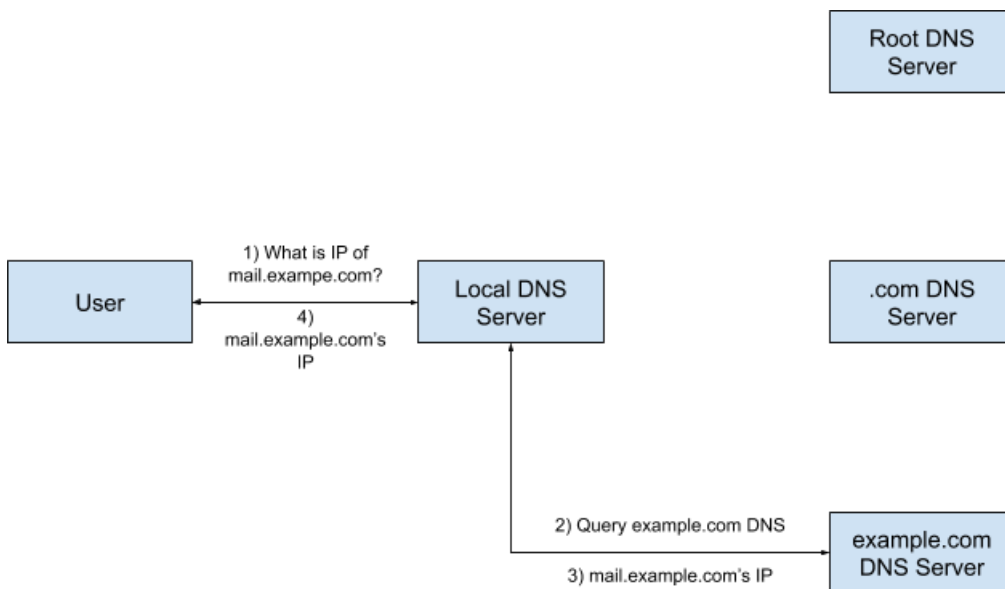 Root DNS
Server
1) What is IP of
mail.exampe.com?
User
Local DNS
Server
.com DNS
Server
4)
mail.example.com's
IP
2) Query example.com DNS
example.com
DNS Server
3) mail.example.com's IP